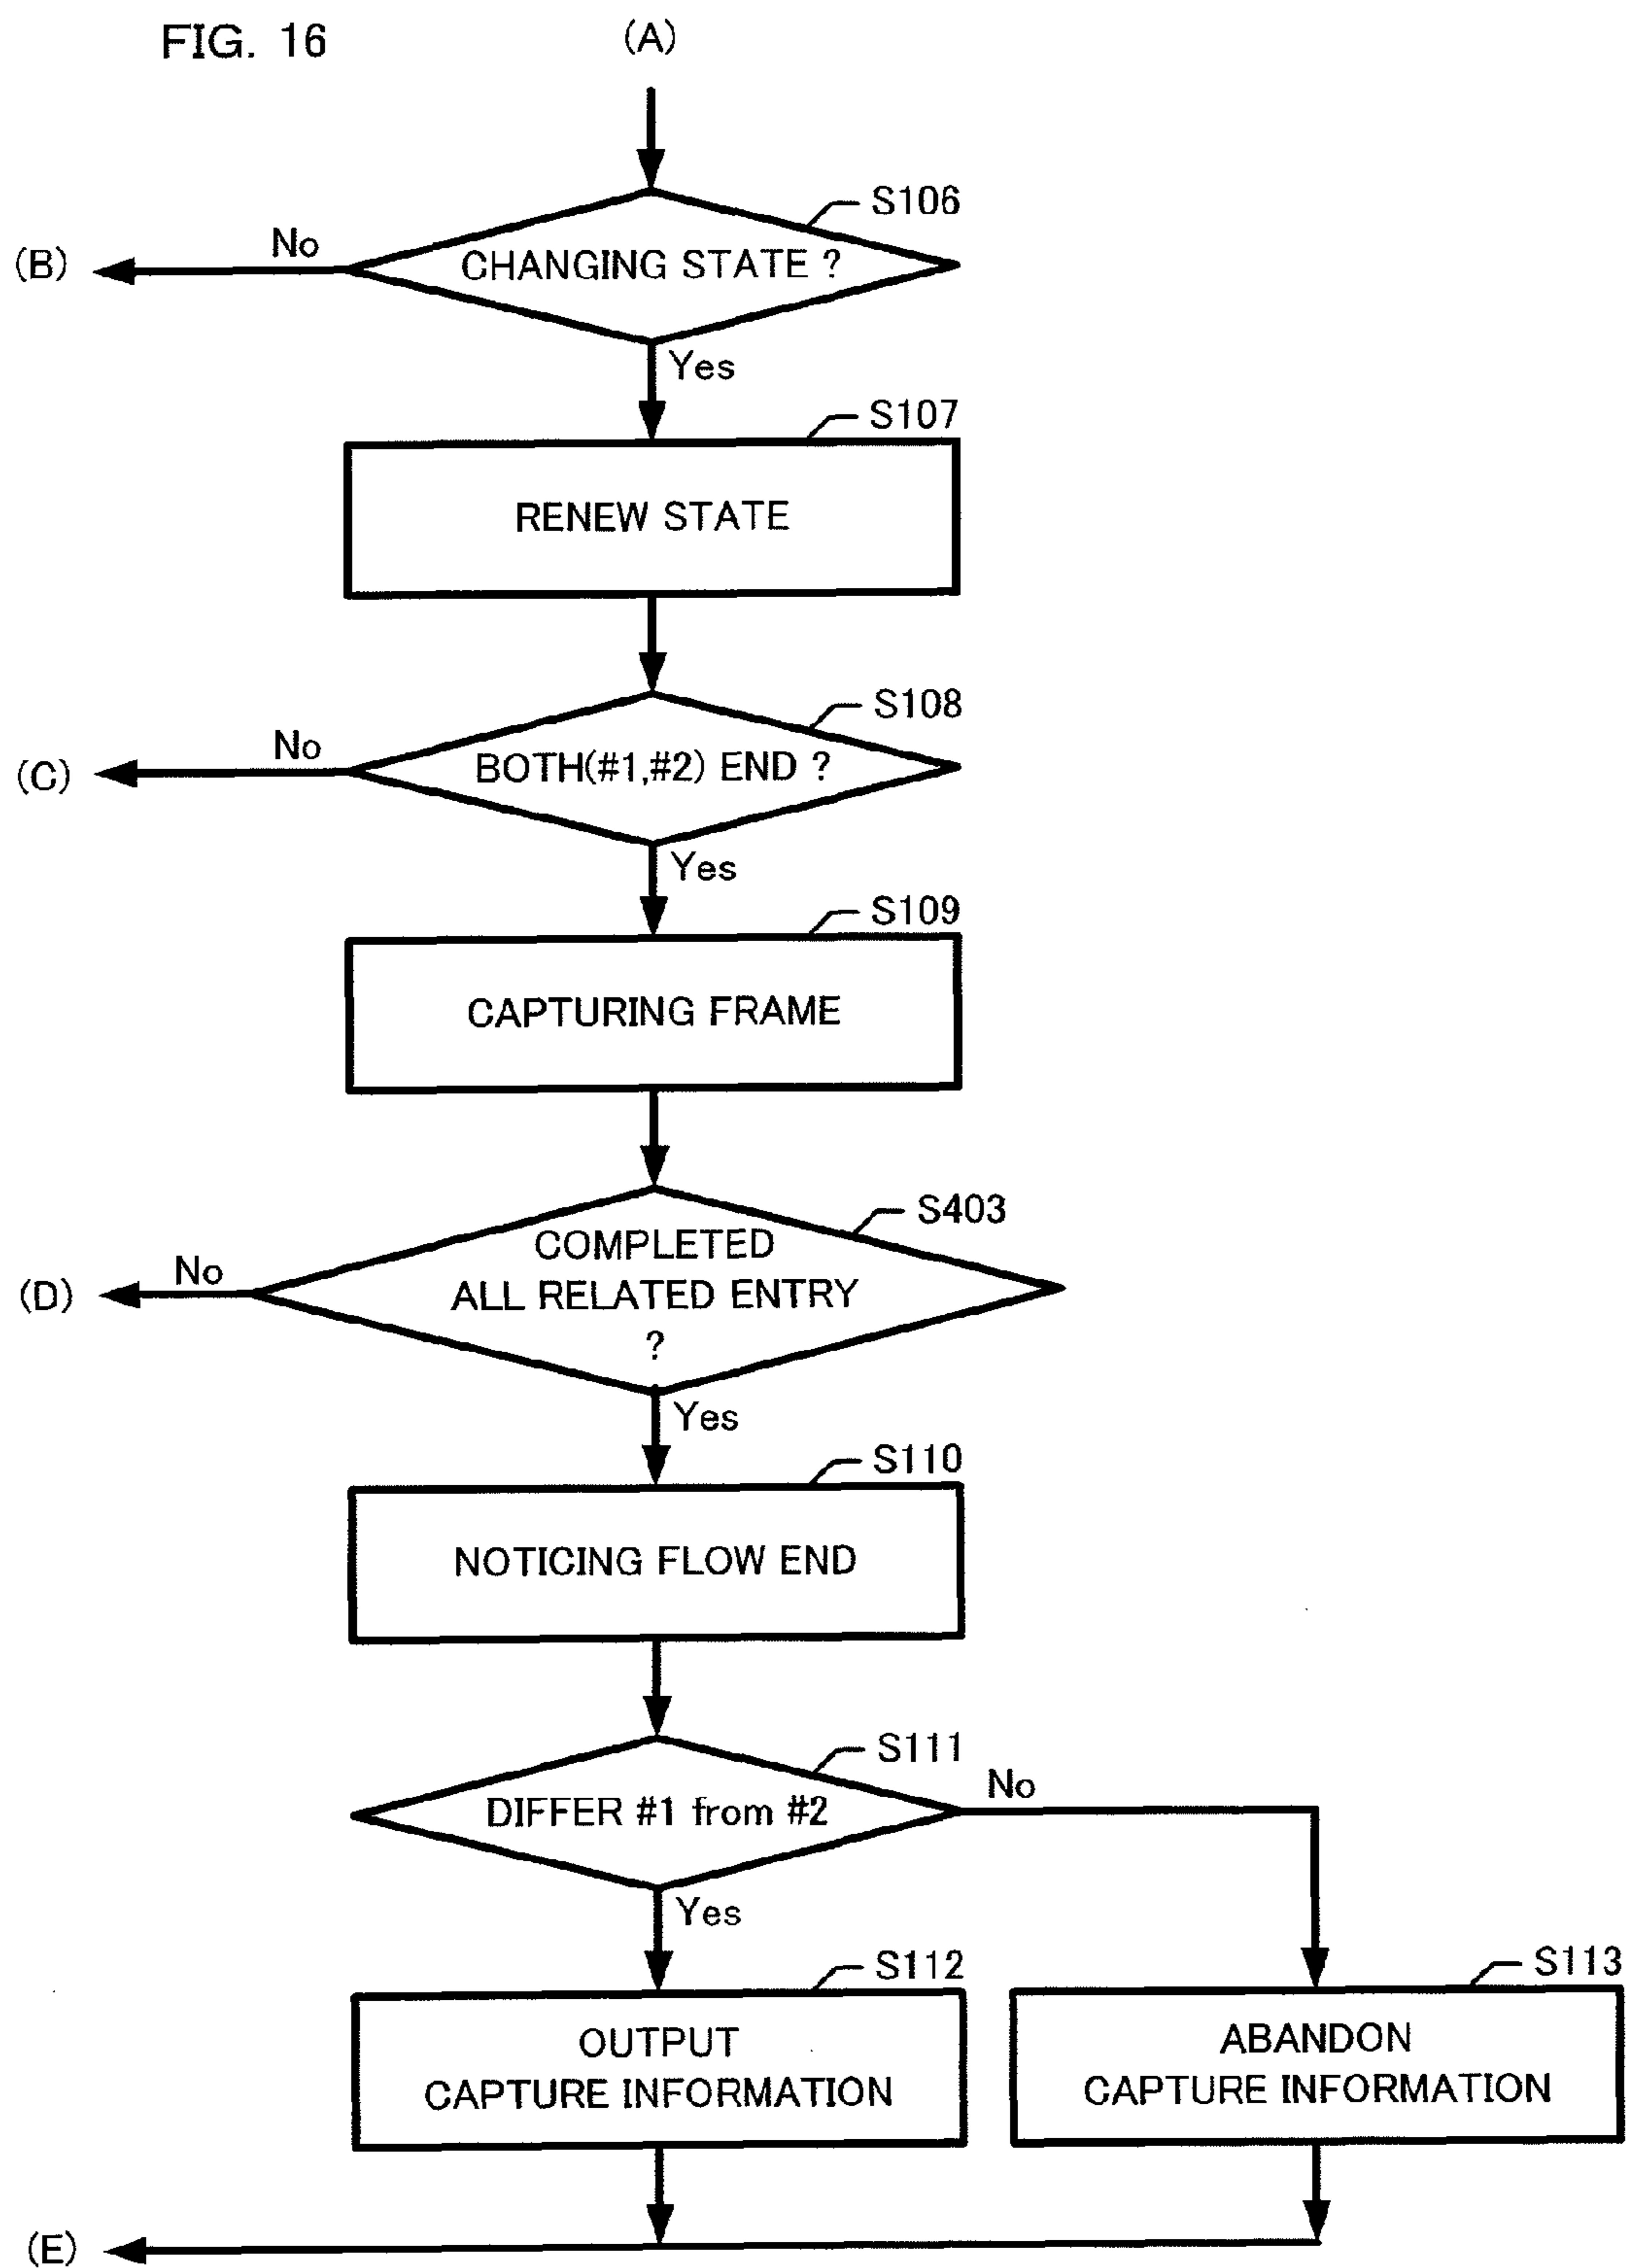 FIG. 16
(A)
S106
No
(B)
CHANGING STATE ?
Yes
S107
RENEW STATE
S108
No
(C)
BOTH(#1,#2) END ?
Yes
S109
CAPTURING FRAME
S403
COMPLETED
No
(D)
ALL RELATED ENTRY
?
Yes
S110
NOTICING FLOW END
S111
No
DIFFER #1 from #2
Yes
S112
S113
OUTPUT
CAPTURE INFORMATION
ABANDON
CAPTURE INFORMATION
(E)